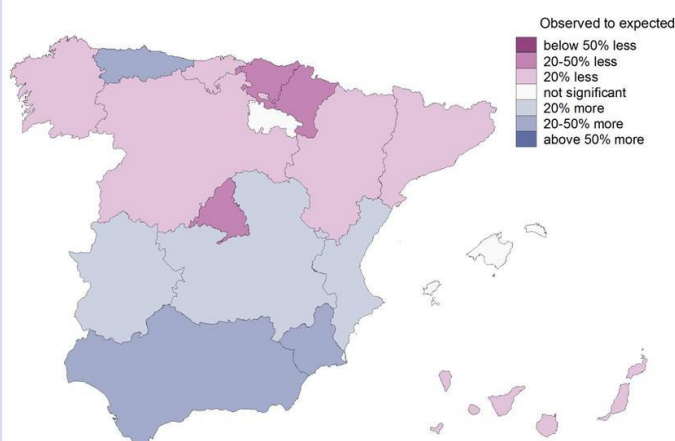 Observed to expected
below 50% less
20-50% less
20% less
not significant
20% more
20-50% more
above 50% more